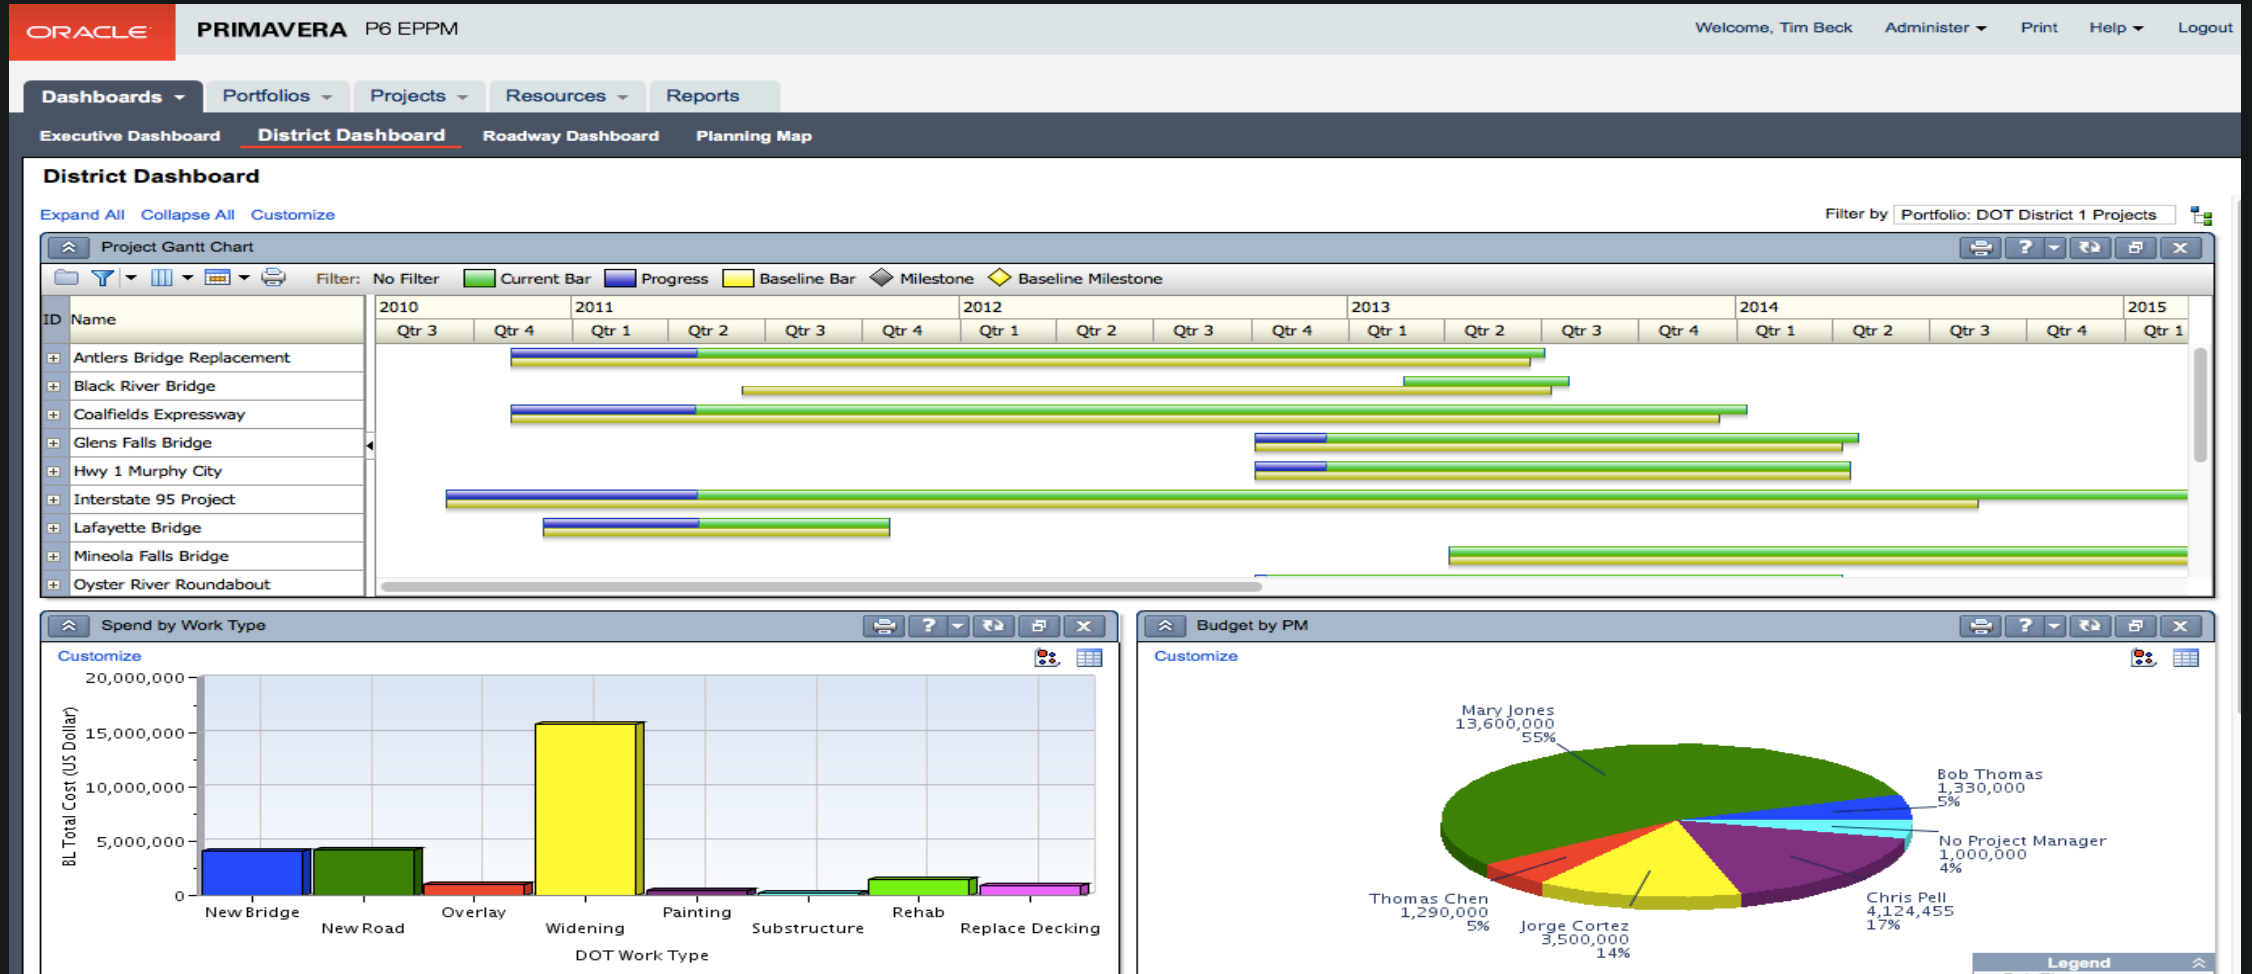 ORACLE PRIMAVERA P6 EPPM Welcome, Tim Beck Administer Print Help Logout
Dashboards Portfolios Projects Resources Reports
Executive Dashboard District Dashboard Roadway Dashboard Planning Map
District Dashboard
Expand All Collapse All Customize Filter by Portfolio: DOT District 1 Projects
Project Gantt Chart
Filter: No Filter Current Bar Progress Baseline Bar Milestone Baseline Milestone
ID Name 2010 2011 2012 2013 2014 2015
Qtr 3 Qtr 4 Qtr 1 Qtr 2 Qtr 3 Qtr 4 Qtr 1 Qtr 2 Qtr 3 Qtr 4 Qtr 1 Qtr 2 Qtr 3 Qtr 4 Qtr 1 Qtr 2 Qtr 3 Qtr 4 Qtr 1
Antlers Bridge Replacement
Black River Bridge
Coalfields Expressway
Glens Falls Bridge
Hwy 1 Murphy City
Interstate 95 Project
Lafayette Bridge
Mineola Falls Bridge
Oyster River Roundabout
Spend by Work Type
Customize
BL Total Cost (US Dollar)
20,000,000
15,000,000
10,000,000
5,000,000
0
New Bridge
New Road
Overlay
Widening
Painting
Substructure
Rehab
Replace Decking
DOT Work Type
Budget by PM
Customize
Mary Jones
13,600,000
55%
Bob Thomas
1,330,000
5%
No Project Manager
1,000,000
4%
Chris Pell
4,124,455
17%
Jorge Cortez
3,500,000
14%
Thomas Chen
1,290,000
5%
Legend